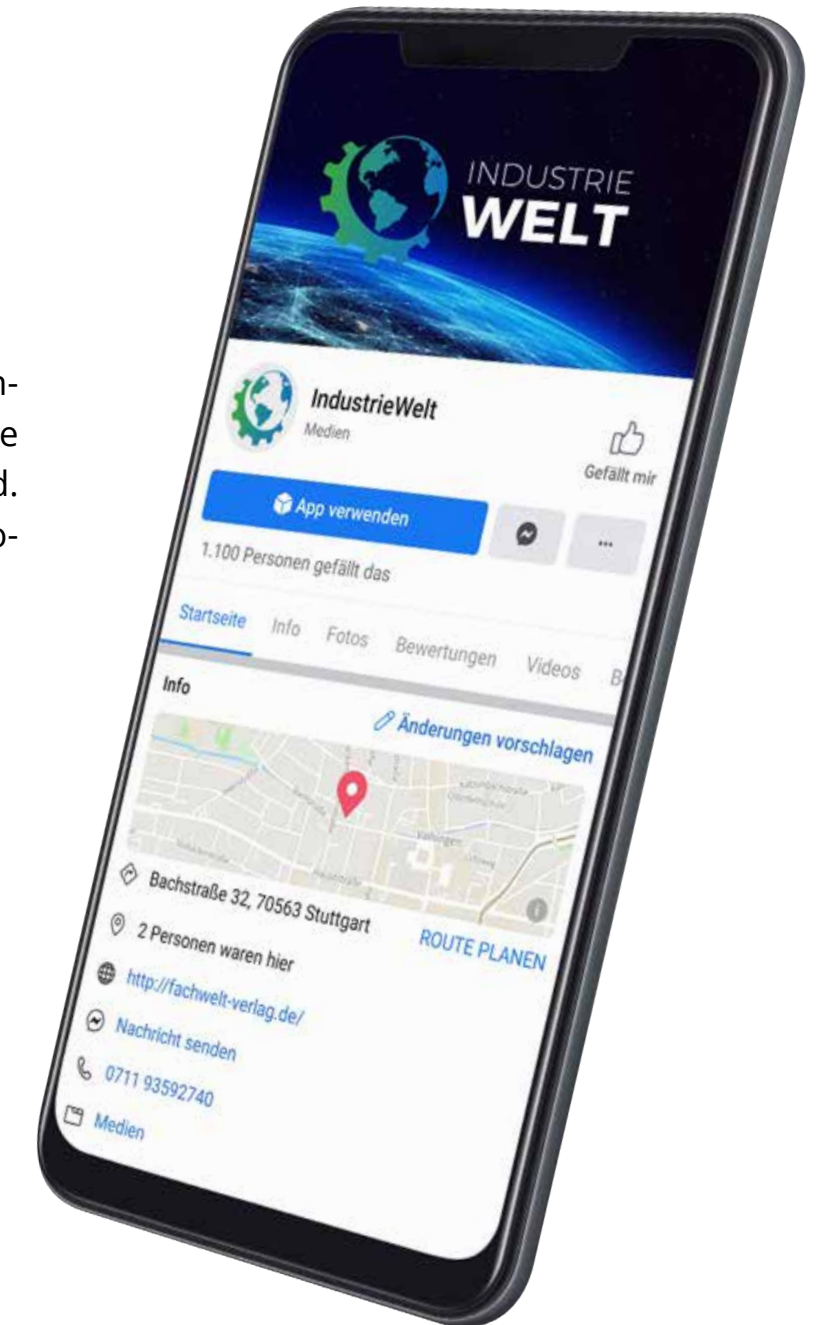 n-
e
d.
o-
INDUSTRIE
WELT
IndustrieWelt
Medien
Gefällt mir
App verwenden
...
1.100 Personen gefällt das
Startseite Info Fotos Bewertungen Videos
Info
Änderungen vorschlagen
Bachstraße 32, 70563 Stuttgart
ROUTE PLANEN
2 Personen waren hier
http://fachwelt-verlag.de/
Nachricht senden
0711 93592740
Medien